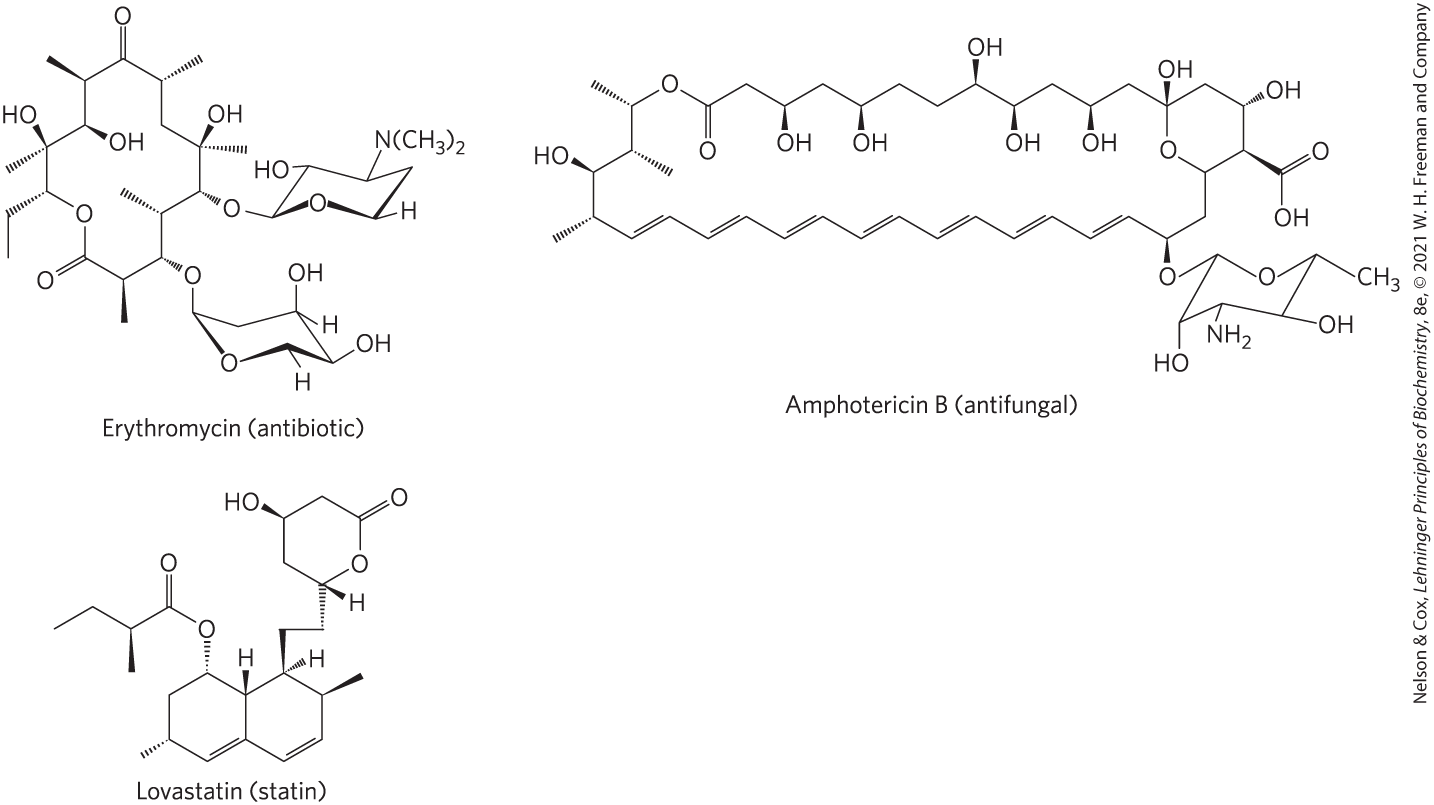 O
HO
OH
OH
N(CH3)2
HO
O
O
H
O
O
O
OH
H
O
OH
H
Erythromycin (antibiotic)
OH
O
O
OH
OH
OH
OH
OH
OH
HO
O
O
OH
O
O
CH3
NH2
OH
HO
Amphotericin B (antifungal)
HO
O
O
O
H
O
H
H
Lovastatin (statin)
Nelson & Cox, Lehninger Principles of Biochemistry, 8e, © 2021 W. H. Freeman and Company